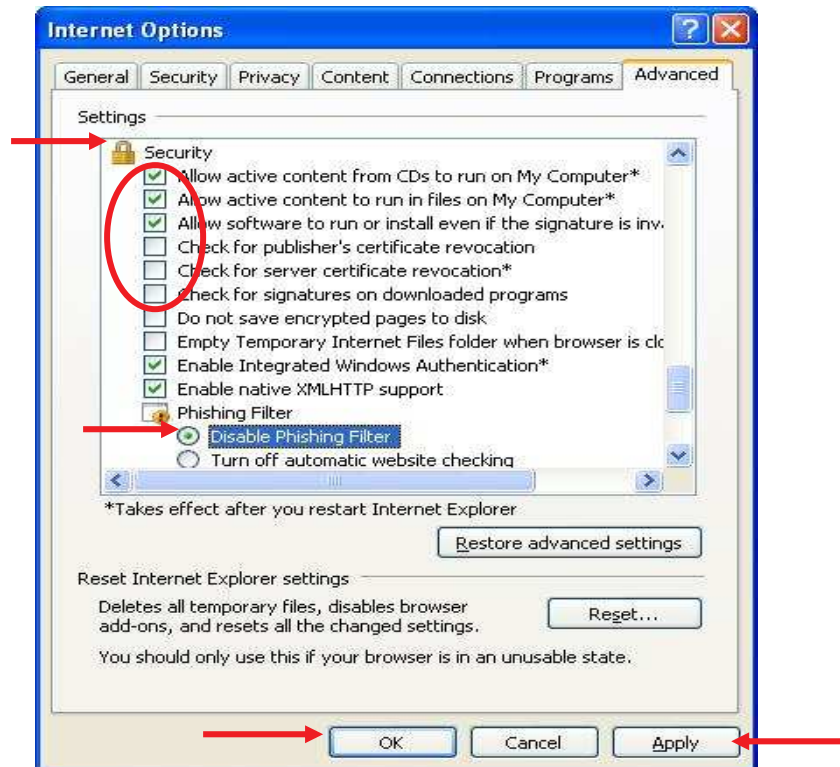 Internet Options
General Security Privacy Content Connections Programs Advanced
Settings
Security
Allow active content from CDs to run on My Computer*
Allow active content to run in files on My Computer*
Allow software to run or install even if the signature is inv
Check for publisher's certificate revocation
Check for server certificate revocation*
Check for signatures on downloaded programs
Do not save encrypted pages to disk
Empty Temporary Internet Files folder when browser is clo
Enable Integrated Windows Authentication*
Enable native XMLHTTP support
Phishing Filter
Disable Phishing Filter
Turn off automatic website checking
*Takes effect after you restart Internet Explorer
Restore advanced settings
Reset Internet Explorer settings
Deletes all temporary files, disables browser
add-ons, and resets all the changed settings.
Reset...
You should only use this if your browser is in an unusable state.
OK Cancel Apply